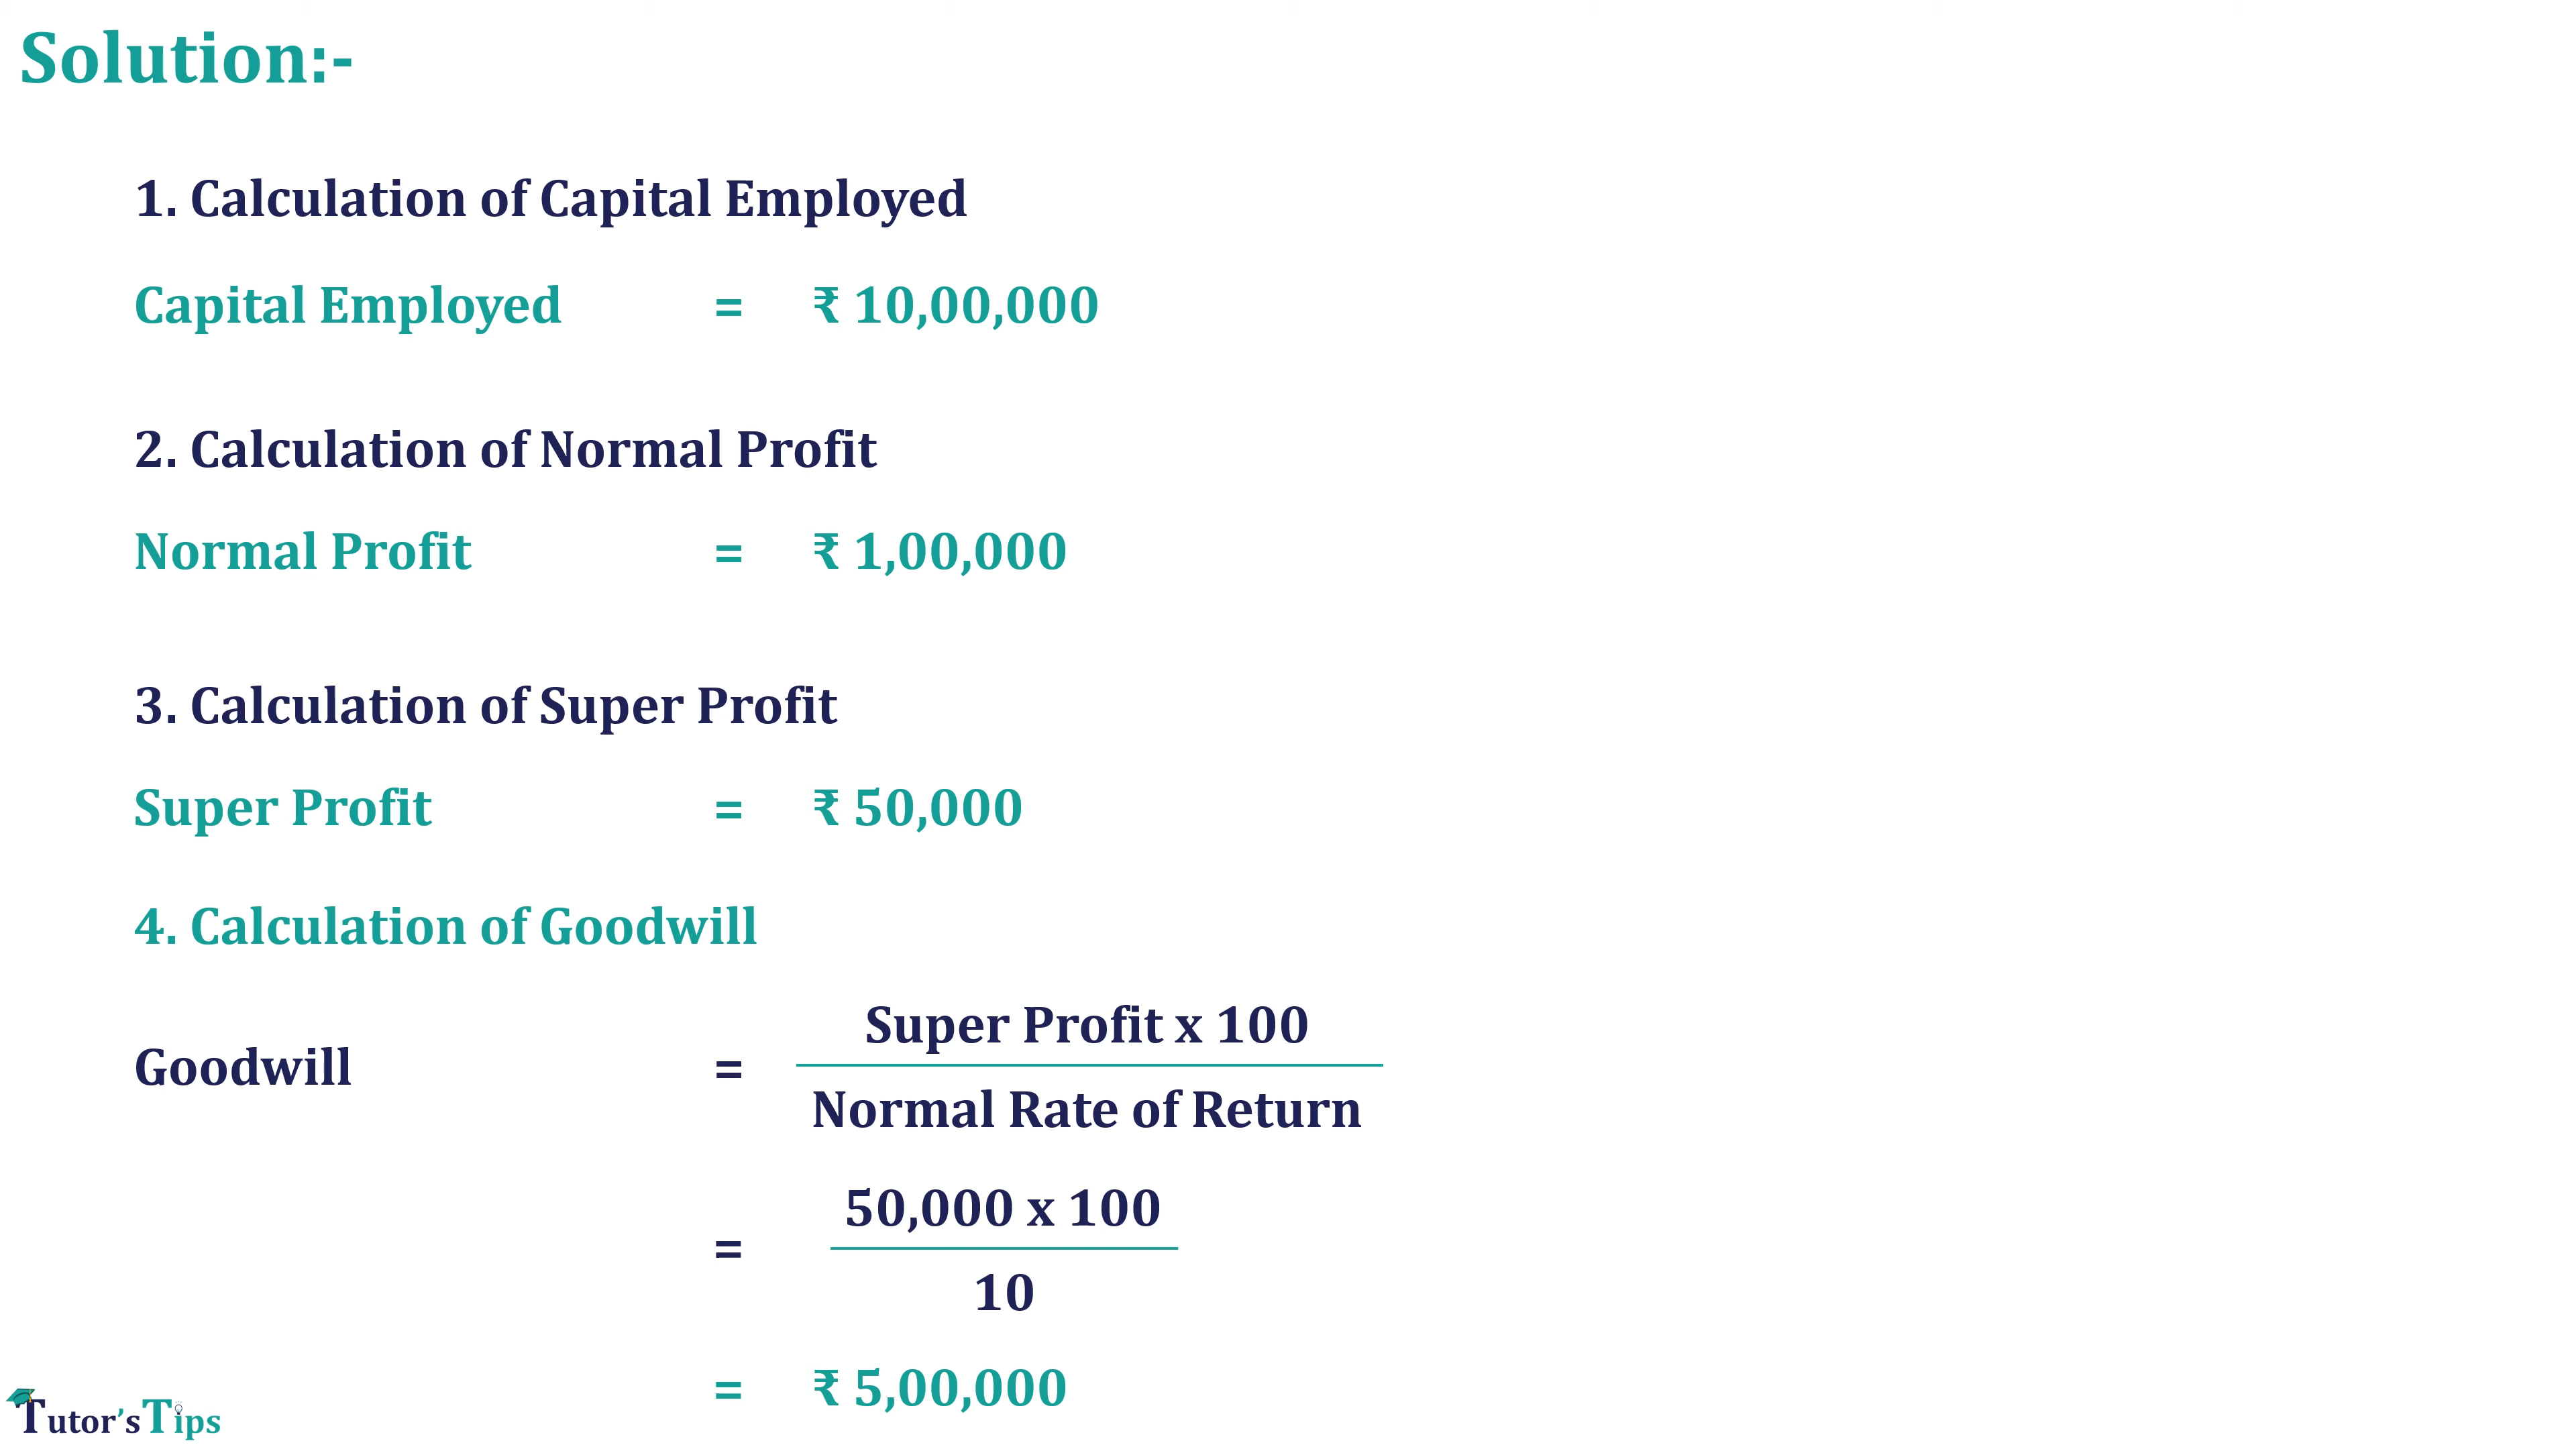 Solution:-
1. Calculation of Capital Employed
Capital Employed = ₹ 10,00,000
2. Calculation of Normal Profit
Normal Profit = ₹ 1,00,000
3. Calculation of Super Profit
Super Profit = ₹ 50,000
4. Calculation of Goodwill
Super Profit x 100
Goodwill =
Normal Rate of Return
50,000 x 100
=
10
= ₹ 5,00,000
Tutor'sTips